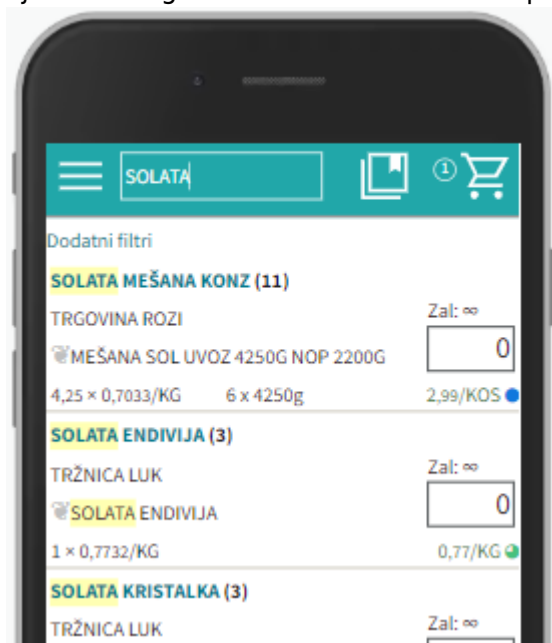 SOLATA
1
Dodatni filtri
SOLATA MEŠANA KONZ (11)
TRGOVINA ROZI
Zal: ∞
MEŠANA SOL UVOZ 4250G NOP 2200G
0
4,25 × 0,7033/KG 6 x 4250g 2,99/KOS
SOLATA ENDIVIJA (3)
TRŽNICA LUK
Zal: ∞
SOLATA ENDIVIJA
0
1 × 0,7732/KG 0,77/KG
SOLATA KRISTALKA (3)
TRŽNICA LUK
Zal: ∞